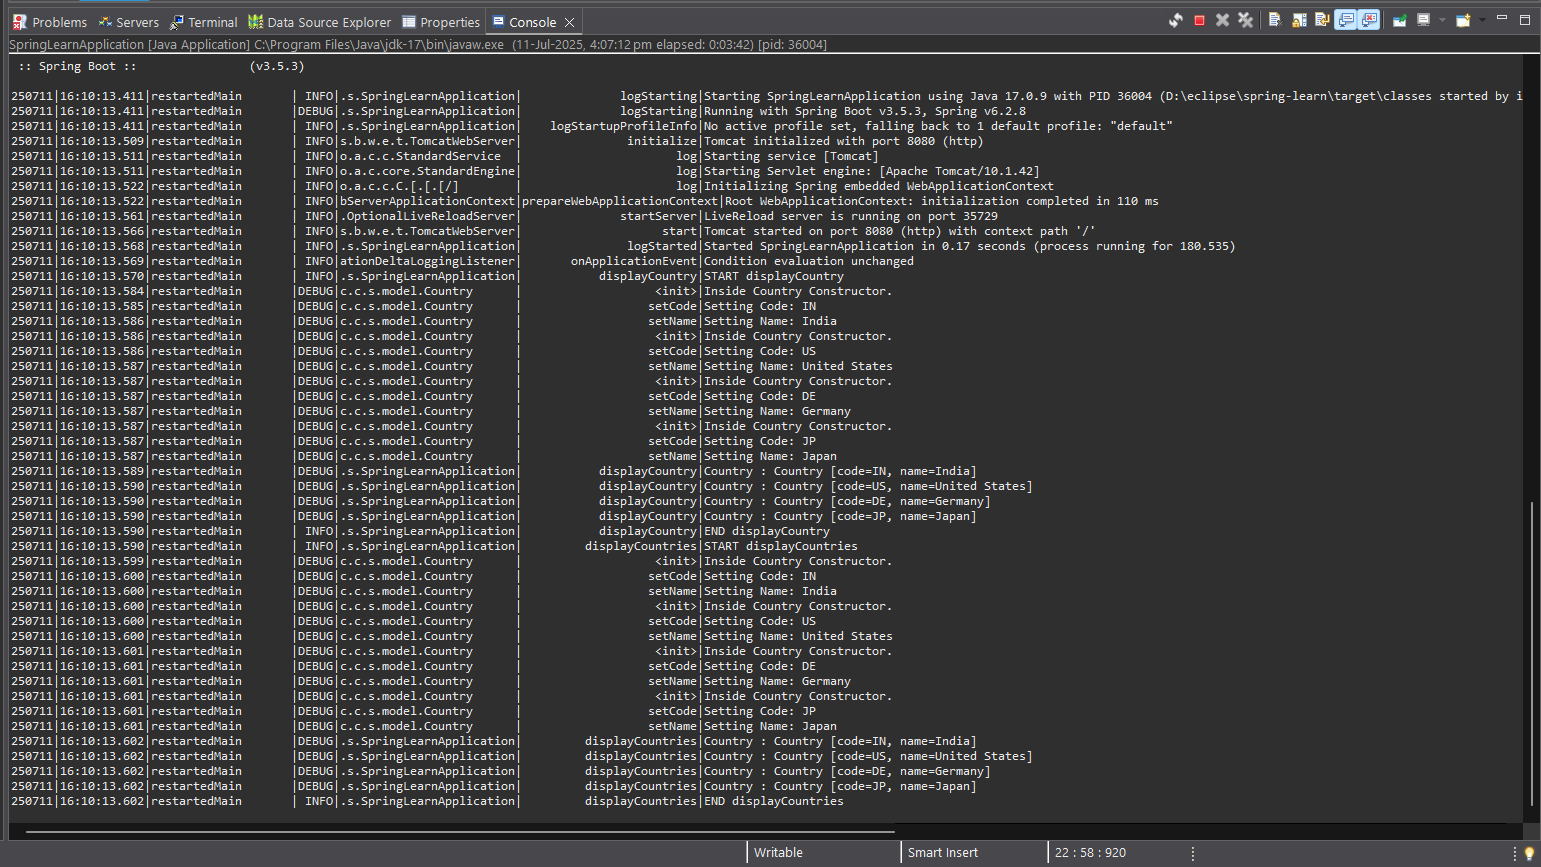 Problems Servers Terminal Data Source Explorer Properties Console
SpringLearnApplication [Java Application] C:\Program Files\Java\jdk-17\bin\javaw.exe (11-Jul-2025, 4:07:12 pm elapsed: 0:03:42) [pid: 36004]
:: Spring Boot :: (v3.5.3)
250711|16:10:13.411|restartedMain | INFO|.s.SpringLearnApplication| logStarting|Starting SpringLearnApplication using Java 17.0.9 with PID 36004 (D:\eclipse\spring-learn\target\classes started by i
250711|16:10:13.411|restartedMain |DEBUG|.s.SpringLearnApplication| logStarting|Running with Spring Boot v3.5.3, Spring v6.2.8
250711|16:10:13.411|restartedMain | INFO|.s.SpringLearnApplication| logStartupProfileInfo|No active profile set, falling back to 1 default profile: "default"
250711|16:10:13.509|restartedMain | INFO|s.b.w.e.t.TomcatWebServer| initialize|Tomcat initialized with port 8080 (http)
250711|16:10:13.511|restartedMain | INFO|o.a.c.c.StandardService | log|Starting service [Tomcat]
250711|16:10:13.511|restartedMain | INFO|o.a.c.core.StandardEngine| log|Starting Servlet engine: [Apache Tomcat/10.1.42]
250711|16:10:13.522|restartedMain | INFO|o.a.c.c.C.[.[.[/] | log|Initializing Spring embedded WebApplicationContext
250711|16:10:13.522|restartedMain | INFO|bServerApplicationContext|prepareWebApplicationContext|Root WebApplicationContext: initialization completed in 110 ms
250711|16:10:13.561|restartedMain | INFO|.OptionalLiveReloadServer| startServer|LiveReload server is running on port 35729
250711|16:10:13.566|restartedMain | INFO|s.b.w.e.t.TomcatWebServer| start|Tomcat started on port 8080 (http) with context path '/'
250711|16:10:13.568|restartedMain | INFO|.s.SpringLearnApplication| logStarted|Started SpringLearnApplication in 0.17 seconds (process running for 180.535)
250711|16:10:13.569|restartedMain | INFO|ationDeltaLoggingListener| onApplicationEvent|Condition evaluation unchanged
250711|16:10:13.570|restartedMain | INFO|.s.SpringLearnApplication| displayCountry|START displayCountry
250711|16:10:13.584|restartedMain |DEBUG|c.c.s.model.Country | <init>|Inside Country Constructor.
250711|16:10:13.585|restartedMain |DEBUG|c.c.s.model.Country | setCode|Setting Code: IN
250711|16:10:13.586|restartedMain |DEBUG|c.c.s.model.Country | setName|Setting Name: India
250711|16:10:13.586|restartedMain |DEBUG|c.c.s.model.Country | <init>|Inside Country Constructor.
250711|16:10:13.586|restartedMain |DEBUG|c.c.s.model.Country | setCode|Setting Code: US
250711|16:10:13.587|restartedMain |DEBUG|c.c.s.model.Country | setName|Setting Name: United States
250711|16:10:13.587|restartedMain |DEBUG|c.c.s.model.Country | <init>|Inside Country Constructor.
250711|16:10:13.587|restartedMain |DEBUG|c.c.s.model.Country | setCode|Setting Code: DE
250711|16:10:13.587|restartedMain |DEBUG|c.c.s.model.Country | setName|Setting Name: Germany
250711|16:10:13.587|restartedMain |DEBUG|c.c.s.model.Country | <init>|Inside Country Constructor.
250711|16:10:13.587|restartedMain |DEBUG|c.c.s.model.Country | setCode|Setting Code: JP
250711|16:10:13.587|restartedMain |DEBUG|c.c.s.model.Country | setName|Setting Name: Japan
250711|16:10:13.589|restartedMain |DEBUG|.s.SpringLearnApplication| displayCountry|Country : Country [code=IN, name=India]
250711|16:10:13.590|restartedMain |DEBUG|.s.SpringLearnApplication| displayCountry|Country : Country [code=US, name=United States]
250711|16:10:13.590|restartedMain |DEBUG|.s.SpringLearnApplication| displayCountry|Country : Country [code=DE, name=Germany]
250711|16:10:13.590|restartedMain |DEBUG|.s.SpringLearnApplication| displayCountry|Country : Country [code=JP, name=Japan]
250711|16:10:13.590|restartedMain | INFO|.s.SpringLearnApplication| displayCountry|END displayCountry
250711|16:10:13.590|restartedMain | INFO|.s.SpringLearnApplication| displayCountries|START displayCountries
250711|16:10:13.599|restartedMain |DEBUG|c.c.s.model.Country | <init>|Inside Country Constructor.
250711|16:10:13.600|restartedMain |DEBUG|c.c.s.model.Country | setCode|Setting Code: IN
250711|16:10:13.600|restartedMain |DEBUG|c.c.s.model.Country | setName|Setting Name: India
250711|16:10:13.600|restartedMain |DEBUG|c.c.s.model.Country | <init>|Inside Country Constructor.
250711|16:10:13.600|restartedMain |DEBUG|c.c.s.model.Country | setCode|Setting Code: US
250711|16:10:13.600|restartedMain |DEBUG|c.c.s.model.Country | setName|Setting Name: United States
250711|16:10:13.601|restartedMain |DEBUG|c.c.s.model.Country | <init>|Inside Country Constructor.
250711|16:10:13.601|restartedMain |DEBUG|c.c.s.model.Country | setCode|Setting Code: DE
250711|16:10:13.601|restartedMain |DEBUG|c.c.s.model.Country | setName|Setting Name: Germany
250711|16:10:13.601|restartedMain |DEBUG|c.c.s.model.Country | <init>|Inside Country Constructor.
250711|16:10:13.601|restartedMain |DEBUG|c.c.s.model.Country | setCode|Setting Code: JP
250711|16:10:13.601|restartedMain |DEBUG|c.c.s.model.Country | setName|Setting Name: Japan
250711|16:10:13.602|restartedMain |DEBUG|.s.SpringLearnApplication| displayCountries|Country : Country [code=IN, name=India]
250711|16:10:13.602|restartedMain |DEBUG|.s.SpringLearnApplication| displayCountries|Country : Country [code=US, name=United States]
250711|16:10:13.602|restartedMain |DEBUG|.s.SpringLearnApplication| displayCountries|Country : Country [code=DE, name=Germany]
250711|16:10:13.602|restartedMain |DEBUG|.s.SpringLearnApplication| displayCountries|Country : Country [code=JP, name=Japan]
250711|16:10:13.602|restartedMain | INFO|.s.SpringLearnApplication| displayCountries|END displayCountries
Writable Smart Insert 22 : 58 : 920